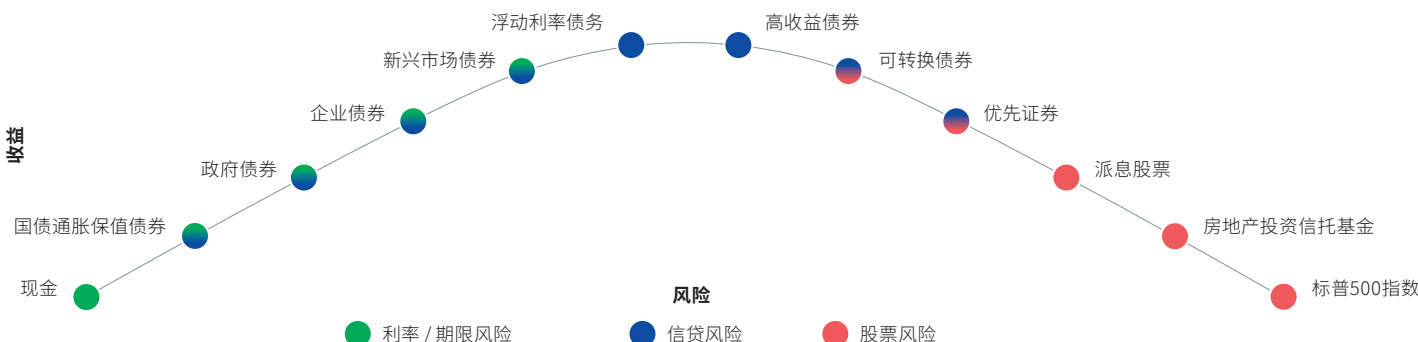 浮动利率债务
高收益债券
新兴市场债券
可转换债券
企业债券
优先证券
收益
政府债券
派息股票
国债通胀保值债券
房地产投资信托基金
现金
风险
标普500指数
利率 / 期限风险
信贷风险
股票风险